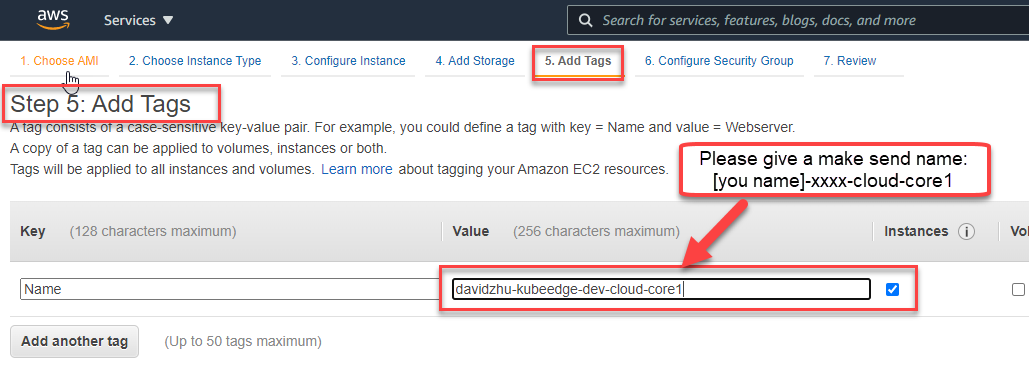 aws Services Search for services, features, blogs, docs, and more
1. Choose AMI 2. Choose Instance Type 3. Configure Instance 4. Add Storage 5. Add Tags 6. Configure Security Group 7. Review
Step 5: Add Tags
A tag consists of a case-sensitive key-value pair. For example, you could define a tag with key = Name and value = Webserver.
A copy of a tag can be applied to volumes, instances or both.
Tags will be applied to all instances and volumes. Learn more about tagging your Amazon EC2 resources.
Please give a make send name:
[you name]-xxxx-cloud-core1
Key (128 characters maximum) Value (256 characters maximum) Instances i Vol
Name davidzhu-kubeedge-dev-cloud-core1
Add another tag (Up to 50 tags maximum)